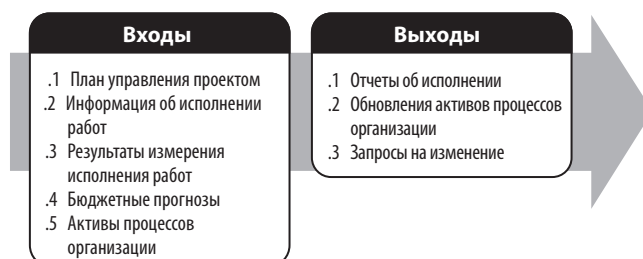 Входы
.1 План управления проектом
.2 Информация об исполнении
работ
.3 Результаты измерения
исполнения работ
.4 Бюджетные прогнозы
.5 Активы процессов
организации
Выходы
.1 Отчеты об исполнении
.2 Обновления активов процессов
организации
.3 Запросы на изменение